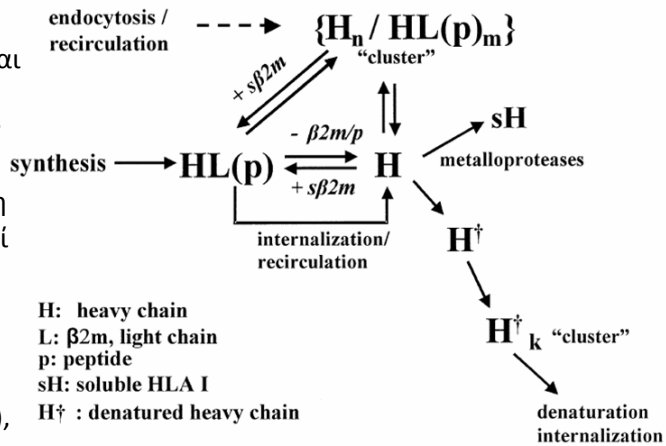 endocytosis /
recirculation
{Hn / HL(p)m}
“cluster”
αι
+ sβ2m
- β2m/p
sH
metalloproteases
synthesis
HL(p)
H
+ sβ2m
η
ί
internalization/
recirculation
H†
H: heavy chain
L: β2m, light chain
p: peptide
sH: soluble HLA I
H† : denatured heavy chain
H†k “cluster”
),
denaturation
internalization